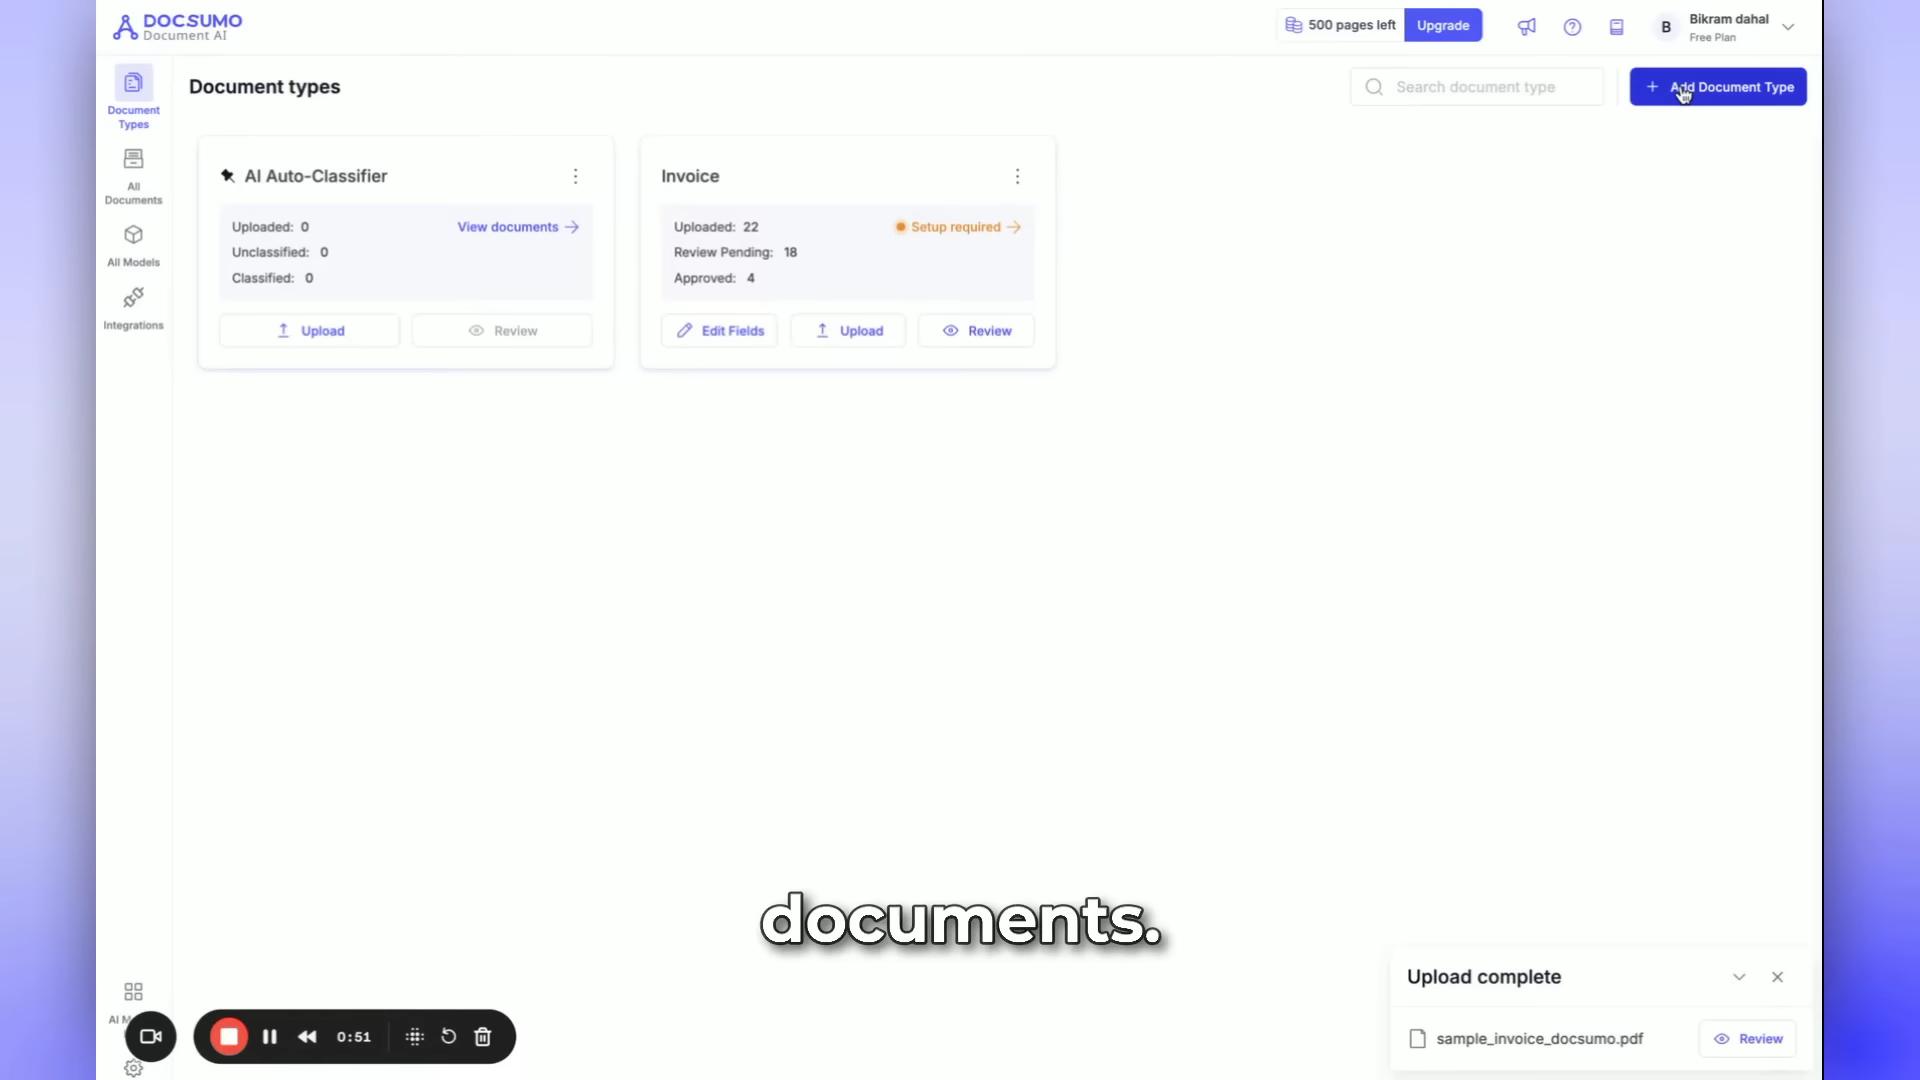 DOCSUMO
Document AI
500 pages left
Upgrade
B
Bikram dahal
Free Plan
Document types
Search document type
+ Add Document Type
Document
Types
All
Documents
All Models
Integrations
AI Auto-Classifier
Uploaded: 0
View documents →
Unclassified: 0
Classified: 0
Upload
Review
Invoice
Uploaded: 22
Setup required →
Review Pending: 18
Approved: 4
Edit Fields
Upload
Review
documents.
Upload complete
sample_invoice_docsumo.pdf
Review
AI
0:51